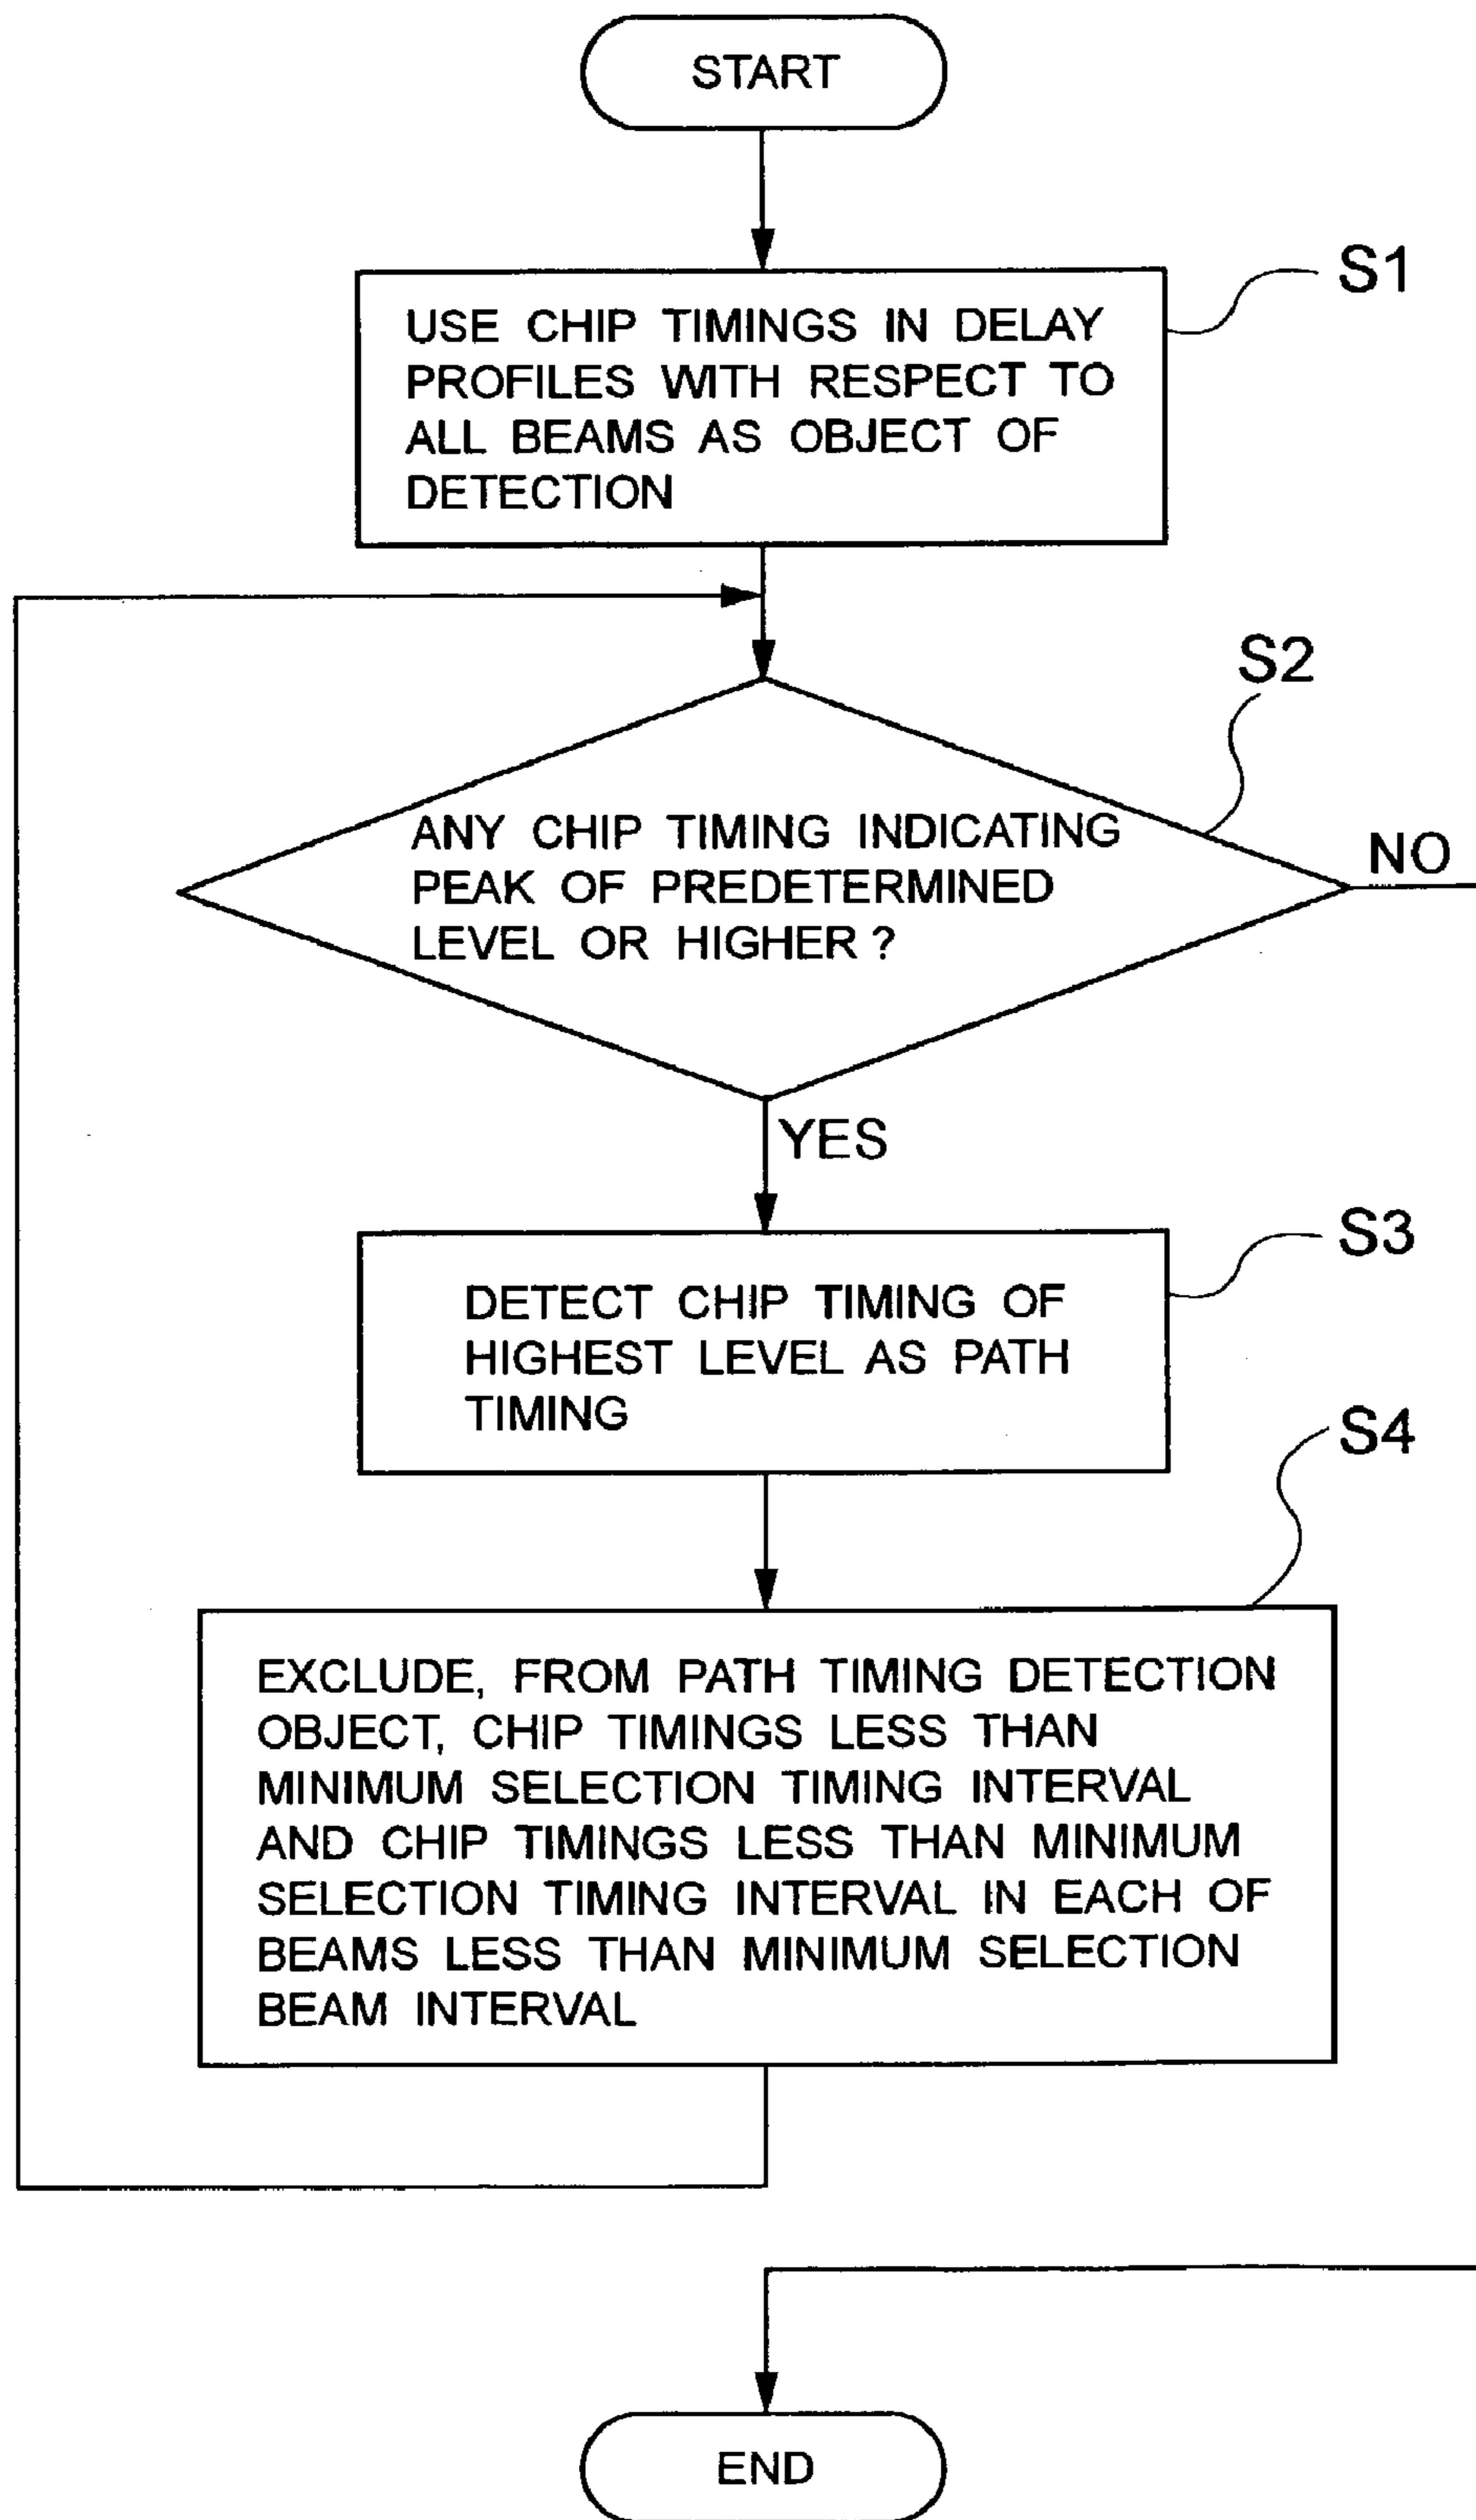 START
S1
USE CHIP TIMINGS IN DELAY
PROFILES WITH RESPECT TO
ALL BEAMS AS OBJECT OF
DETECTION
S2
ANY CHIP TIMING INDICATING
PEAK OF PREDETERMINED
LEVEL OR HIGHER ?
NO
YES
S3
DETECT CHIP TIMING OF
HIGHEST LEVEL AS PATH
TIMING
S4
EXCLUDE, FROM PATH TIMING DETECTION
OBJECT, CHIP TIMINGS LESS THAN
MINIMUM SELECTION TIMING INTERVAL
AND CHIP TIMINGS LESS THAN MINIMUM
SELECTION TIMING INTERVAL IN EACH OF
BEAMS LESS THAN MINIMUM SELECTION
BEAM INTERVAL
END